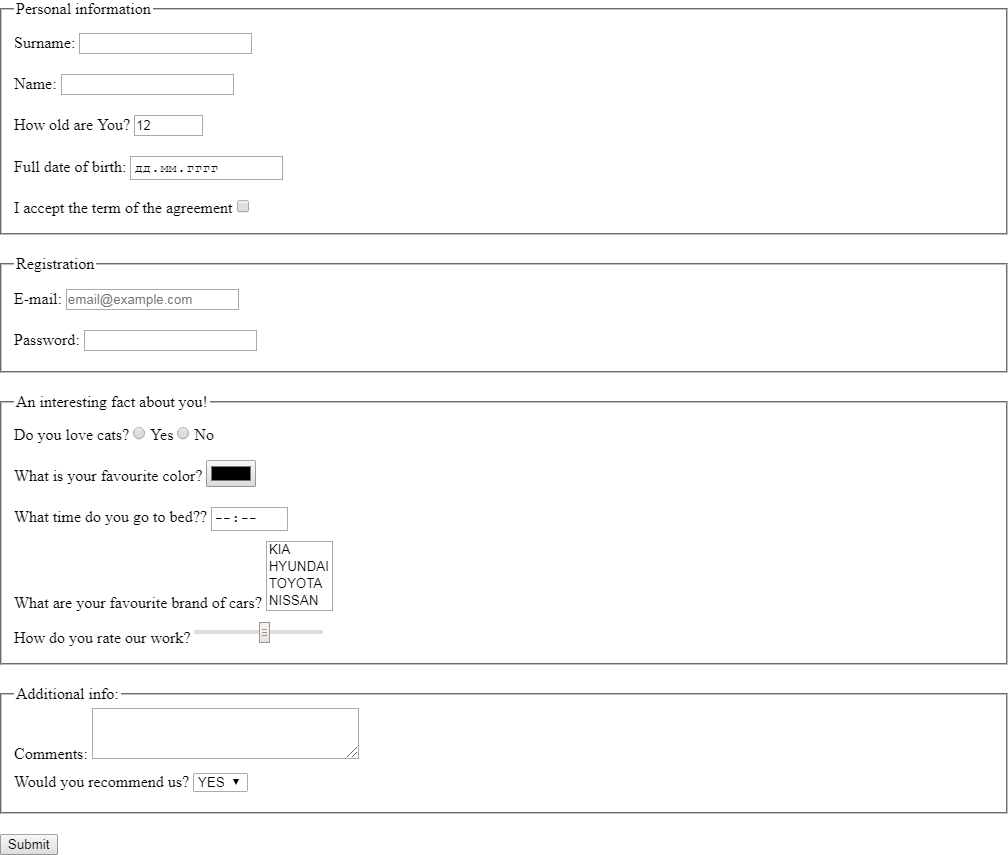 Personal information
Surname:
Name:
How old are You? 12
Full date of birth: дд.мм.гггг
I accept the term of the agreement
Registration
E-mail: email@example.com
Password:
An interesting fact about you!
Do you love cats? Yes No
What is your favourite color?
What time do you go to bed?? --:--
KIA
HYUNDAI
TOYOTA
NISSAN
What are your favourite brand of cars?
How do you rate our work?
Additional info:
Comments:
Would you recommend us? YES
Submit